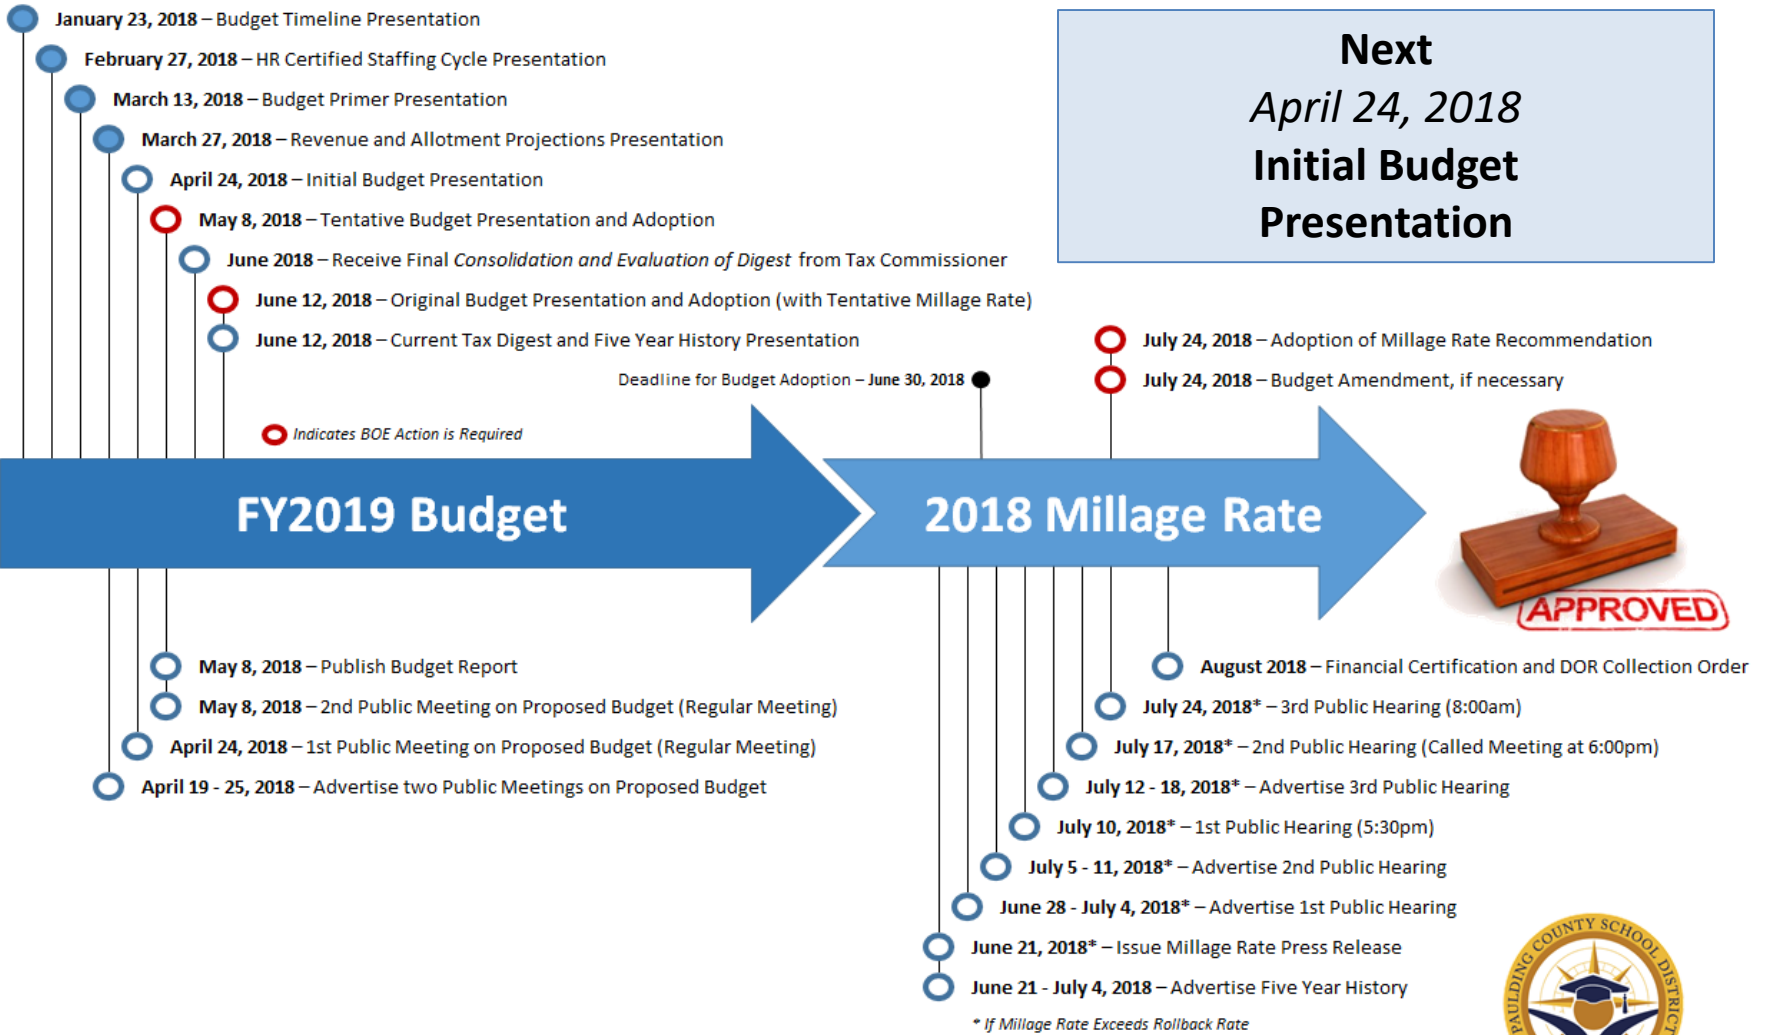 January 23, 2018 – Budget Timeline Presentation
February 27, 2018 – HR Certified Staffing Cycle Presentation
March 13, 2018 – Budget Primer Presentation
March 27, 2018 – Revenue and Allotment Projections Presentation
April 24, 2018 – Initial Budget Presentation
May 8, 2018 – Tentative Budget Presentation and Adoption
June 2018 – Receive Final Consolidation and Evaluation of Digest from Tax Commissioner
June 12, 2018 – Original Budget Presentation and Adoption (with Tentative Millage Rate)
June 12, 2018 – Current Tax Digest and Five Year History Presentation
Next
April 24, 2018
Initial Budget
Presentation
Deadline for Budget Adoption – June 30, 2018
July 24, 2018 – Adoption of Millage Rate Recommendation
July 24, 2018 – Budget Amendment, if necessary
Indicates BOE Action is Required
FY2019 Budget
2018 Millage Rate
APPROVED
May 8, 2018 – Publish Budget Report
May 8, 2018 – 2nd Public Meeting on Proposed Budget (Regular Meeting)
April 24, 2018 – 1st Public Meeting on Proposed Budget (Regular Meeting)
April 19 - 25, 2018 – Advertise two Public Meetings on Proposed Budget
August 2018 – Financial Certification and DOR Collection Order
July 24, 2018* – 3rd Public Hearing (8:00am)
July 17, 2018* – 2nd Public Hearing (Called Meeting at 6:00pm)
July 12 - 18, 2018* – Advertise 3rd Public Hearing
July 10, 2018* – 1st Public Hearing (5:30pm)
July 5 - 11, 2018* – Advertise 2nd Public Hearing
June 28 - July 4, 2018* – Advertise 1st Public Hearing
June 21, 2018* – Issue Millage Rate Press Release
June 21 - July 4, 2018 – Advertise Five Year History
* If Millage Rate Exceeds Rollback Rate
PAULDING COUNTY SCHOOL DISTRICT